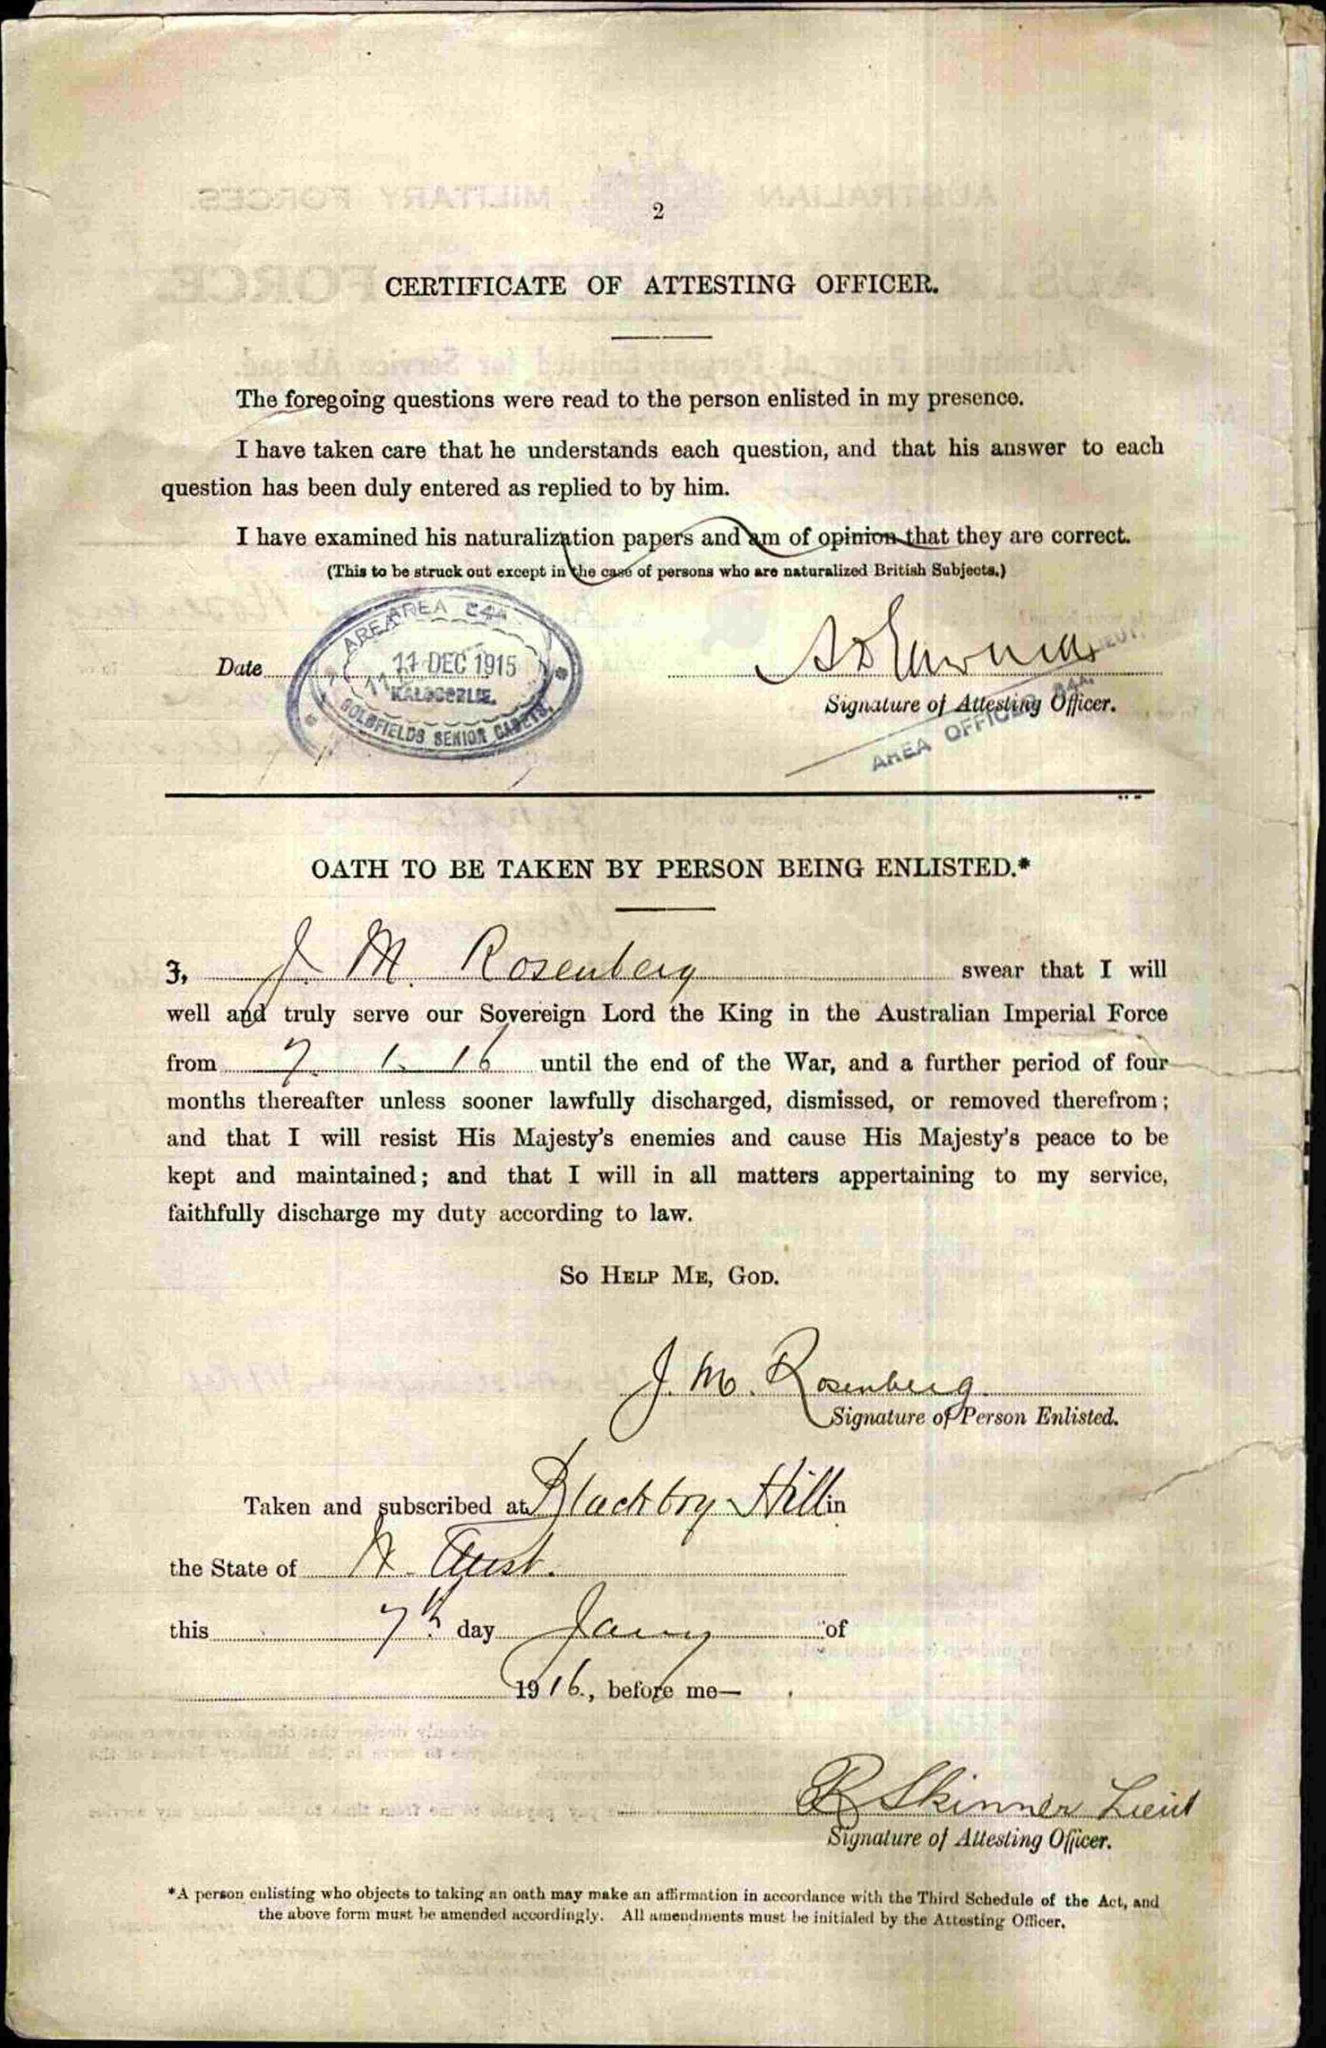 2
CERTIFICATE OF ATTESTING OFFICER.
The foregoing questions were read to the person enlisted in my presence.
I have taken care that he understands each question, and that his answer to each
question has been duly entered as replied to by him.
I have examined his naturalization papers and am of opinion that they are correct.
(This to be struck out except in the case of persons who are naturalized British Subjects.)
AREA 84A
Date 11 DEC 1915
KALGOORLIE.
GOLDFIELDS SENIOR CADETS.
Signature of Attesting Officer.
LIEUT.
AREA OFFICER 84A
OATH TO BE TAKEN BY PERSON BEING ENLISTED.*
I, J. M. Rosenberg swear that I will
well and truly serve our Sovereign Lord the King in the Australian Imperial Force
from 7. 1. 16 until the end of the War, and a further period of four
months thereafter unless sooner lawfully discharged, dismissed, or removed therefrom;
and that I will resist His Majesty's enemies and cause His Majesty's peace to be
kept and maintained; and that I will in all matters appertaining to my service,
faithfully discharge my duty according to law.
SO HELP ME, GOD.
J. M. Rosenberg
Signature of Person Enlisted.
Taken and subscribed at Blackboy Hill in
the State of W. Aust.
this 7th day Jany of
1916, before me—
R Skinner Lieut
Signature of Attesting Officer.
*A person enlisting who objects to taking an oath may make an affirmation in accordance with the Third Schedule of the Act, and
the above form must be amended accordingly. All amendments must be initialed by the Attesting Officer.